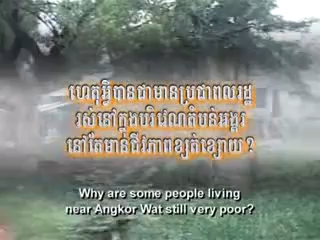 ហេតុអ្វីបានជាមានប្រជាពលរដ្ឋ
រស់នៅក្នុងបរិវេណតំបន់អង្គរ
នៅតែមានជីវភាពខ្សត់ខ្សោយ ?
Why are some people living
near Angkor Wat still very poor?